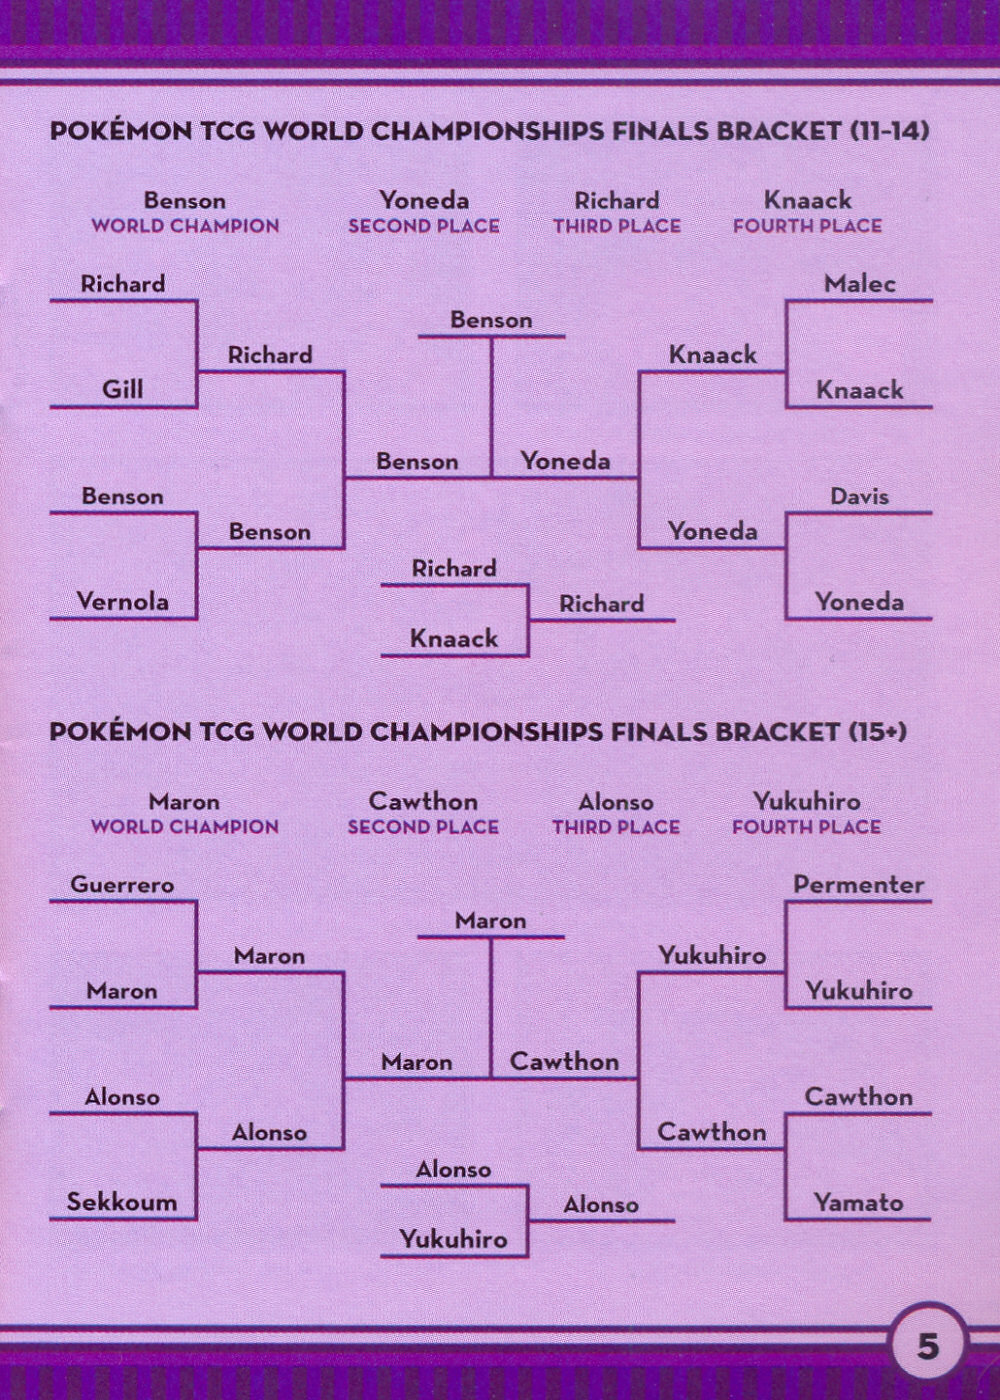 POKÉMON TCG WORLD CHAMPIONSHIPS FINALS BRACKET (11-14)
Benson Yoneda Richard Knaack
WORLD CHAMPION SECOND PLACE THIRD PLACE FOURTH PLACE
Richard Malec
Benson
Richard Knaack
Gill Knaack
Benson Yoneda
Benson Davis
Benson Yoneda
Richard
Vernola Richard Yoneda
Knaack
POKÉMON TCG WORLD CHAMPIONSHIPS FINALS BRACKET (15+)
Maron Cawthon Alonso Yukuhiro
WORLD CHAMPION SECOND PLACE THIRD PLACE FOURTH PLACE
Guerrero Permenter
Maron
Maron Yukuhiro
Maron Yukuhiro
Maron Cawthon
Alonso Cawthon
Alonso Cawthon
Alonso
Sekkoum Alonso Yamato
Yukuhiro
5